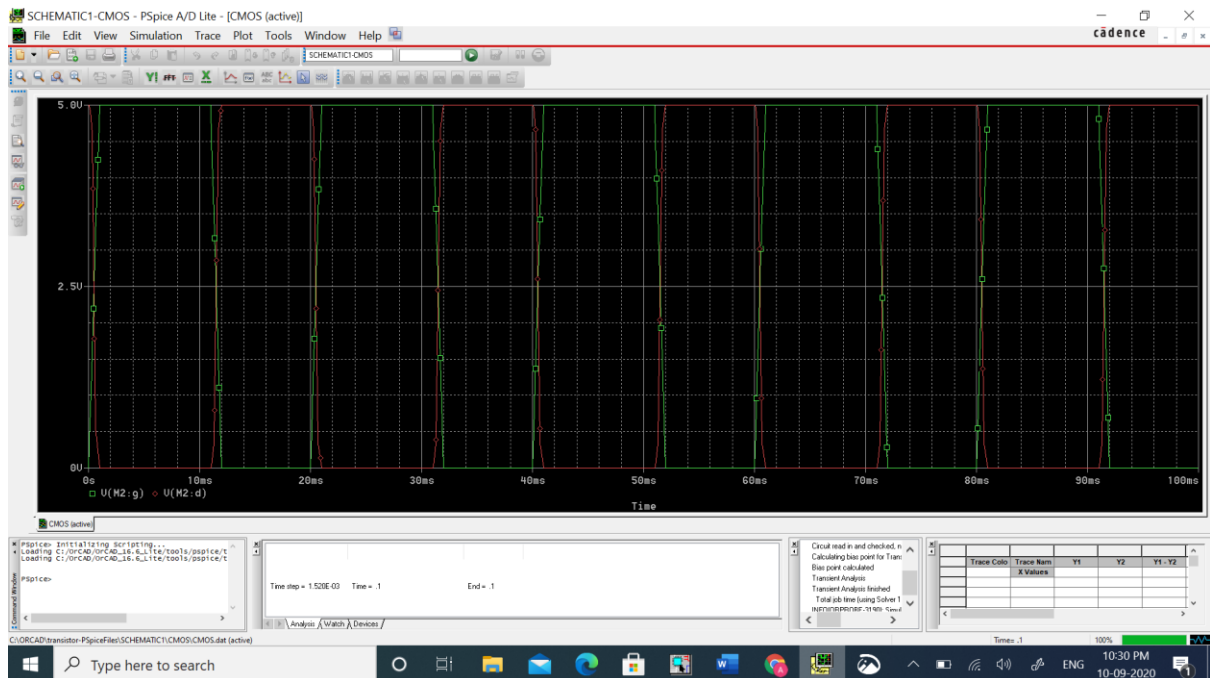 SCHEMATIC1-CMOS - PSpice A/D Lite - [CMOS (active)]
File Edit View Simulation Trace Plot Tools Window Help
cādence
SCHEMATIC1-CMOS
5.0V
2.5V
0V
0s 10ms 20ms 30ms 40ms 50ms 60ms 70ms 80ms 90ms 100ms
V(M2:g) V(M2:d)
Time
CMOS (active)
Command Window
PSpice> Initializing Scripting...
Loading C:/OrCAD/OrCAD_16.6_Lite/tools/pspice/t
Loading C:/OrCAD/OrCAD_16.6_Lite/tools/pspice/t
PSpice>
Time step = 1.520E-03 Time = .1 End = .1
Analysis Watch Devices
Circuit read in and checked, n
Calculating bias point for Trans
Bias point calculated
Transient Analysis
Transient Analysis finished
Total job time (using Solver 1
Trace Colo Trace Nam Y1 Y2 Y1 - Y2
X Values
C:\ORCAD\transistor-PSpiceFiles\SCHEMATIC1\CMOS\CMOS.dat (active)
Time= .1 100%
Type here to search
ENG
10:30 PM
10-09-2020
1